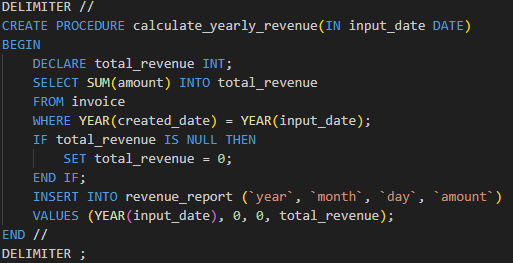 DELIMITER //
CREATE PROCEDURE calculate_yearly_revenue(IN input_date DATE)
BEGIN
    DECLARE total_revenue INT;
    SELECT SUM(amount) INTO total_revenue
    FROM invoice
    WHERE YEAR(created_date) = YEAR(input_date);
    IF total_revenue IS NULL THEN
        SET total_revenue = 0;
    END IF;
    INSERT INTO revenue_report (`year`, `month`, `day`, `amount`)
    VALUES (YEAR(input_date), 0, 0, total_revenue);
END //
DELIMITER ;